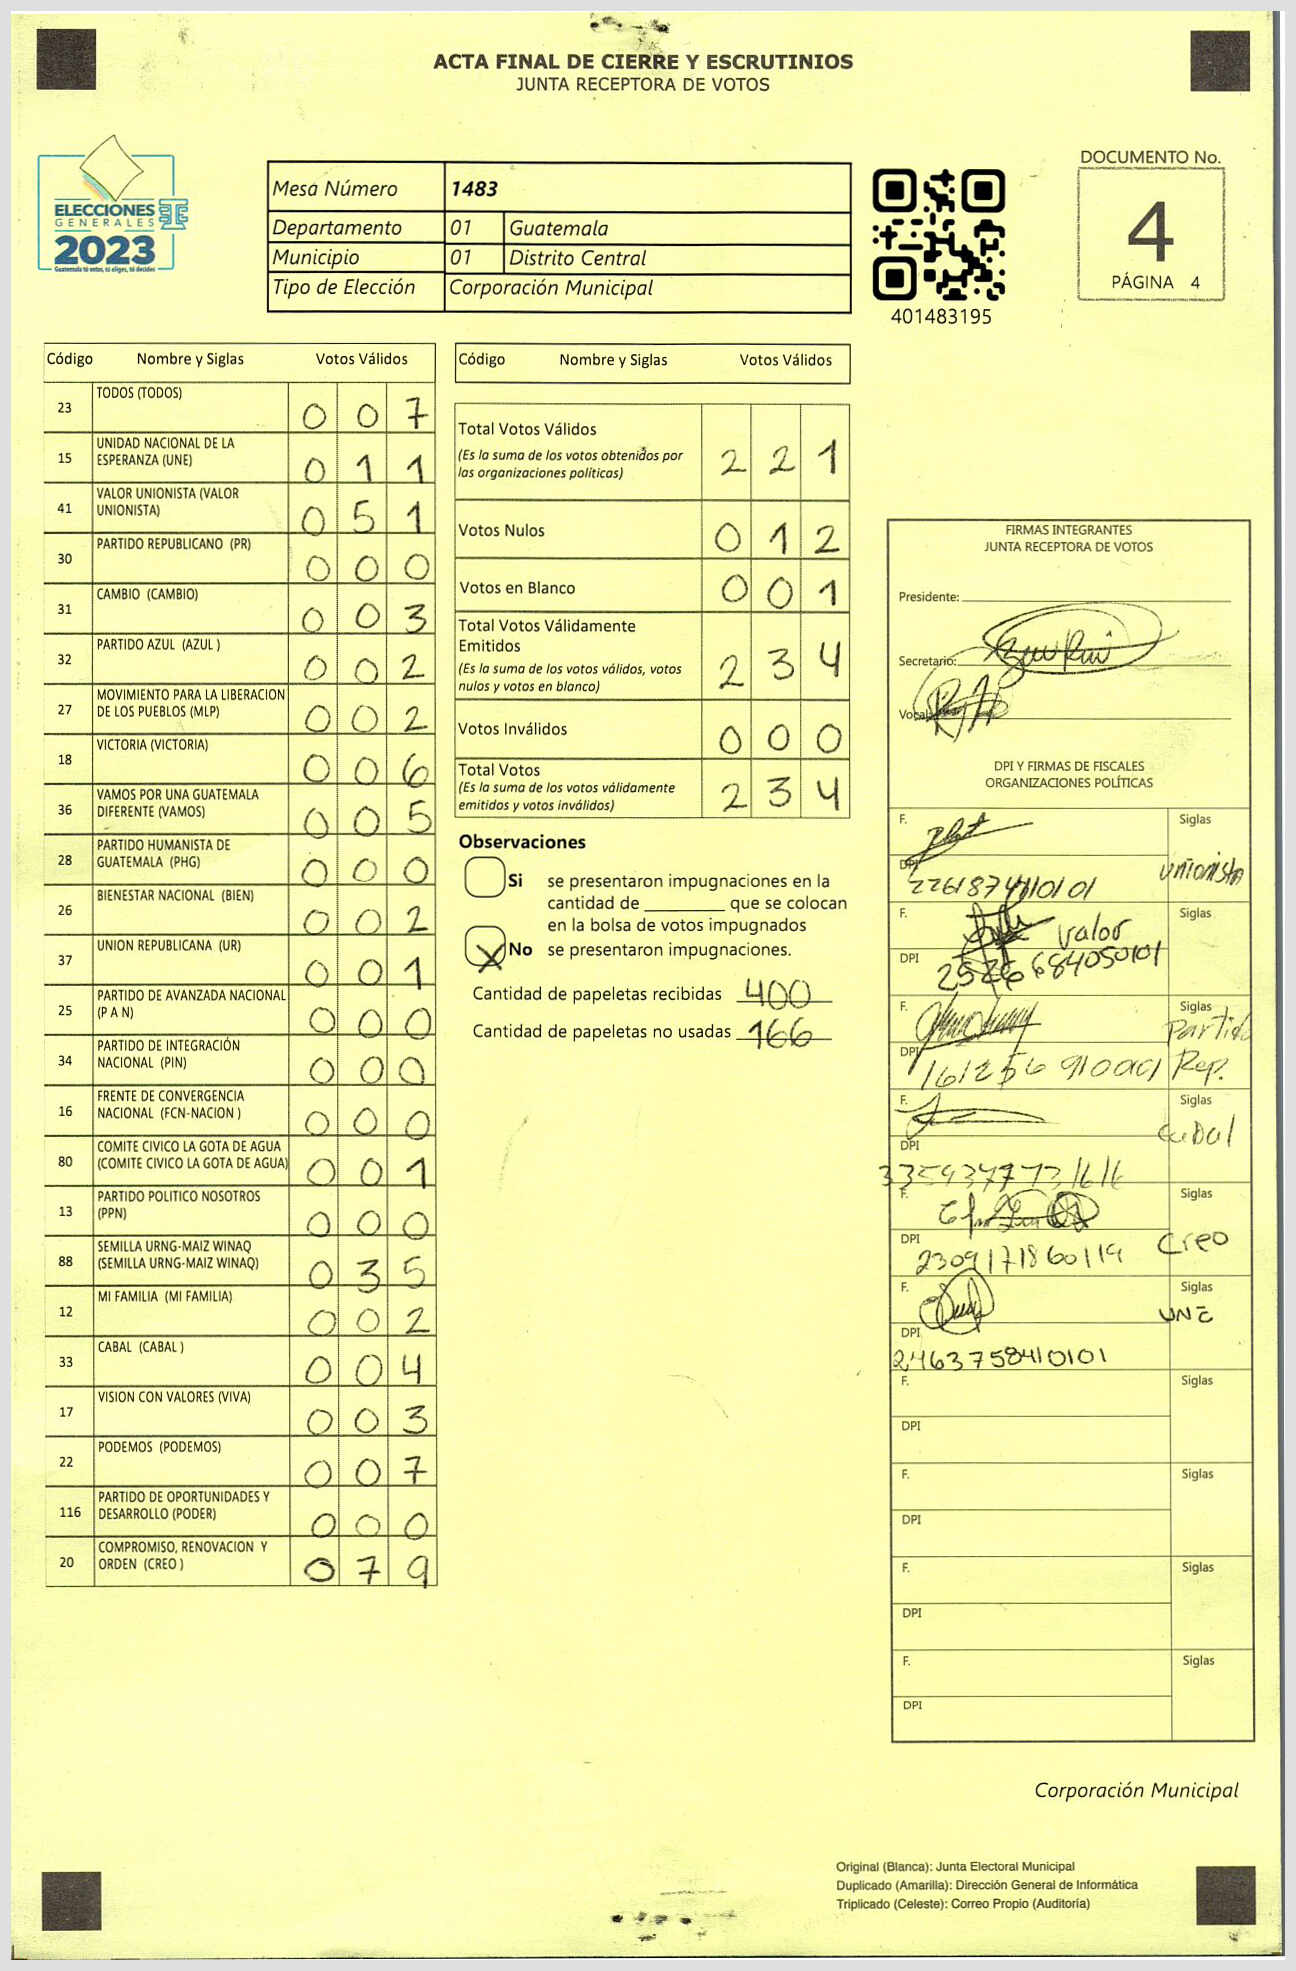 ACTA FINAL DE CIERRE Y ESCRUTINIOS
JUNTA RECEPTORA DE VOTOS
ELECCIONES
GENERALES
2023
Guatemala tú votas, tú eliges, tú decides
Mesa Número 1483
Departamento 01 Guatemala
Municipio 01 Distrito Central
Tipo de Elección Corporación Municipal
401483195
DOCUMENTO No.
4
PÁGINA 4
Código Nombre y Siglas Votos Válidos
23 TODOS (TODOS) 0 0 7
15 UNIDAD NACIONAL DE LA
ESPERANZA (UNE) 0 1 1
41 VALOR UNIONISTA (VALOR
UNIONISTA) 0 5 1
30 PARTIDO REPUBLICANO (PR) 0 0 0
31 CAMBIO (CAMBIO) 0 0 3
32 PARTIDO AZUL (AZUL ) 0 0 2
27 MOVIMIENTO PARA LA LIBERACION
DE LOS PUEBLOS (MLP) 0 0 2
18 VICTORIA (VICTORIA) 0 0 6
36 VAMOS POR UNA GUATEMALA
DIFERENTE (VAMOS) 0 0 5
28 PARTIDO HUMANISTA DE
GUATEMALA (PHG) 0 0 0
26 BIENESTAR NACIONAL (BIEN) 0 0 2
37 UNION REPUBLICANA (UR) 0 0 1
25 PARTIDO DE AVANZADA NACIONAL
(P A N) 0 0 0
34 PARTIDO DE INTEGRACIÓN
NACIONAL (PIN) 0 0 0
16 FRENTE DE CONVERGENCIA
NACIONAL (FCN-NACION ) 0 0 0
80 COMITE CIVICO LA GOTA DE AGUA
(COMITE CIVICO LA GOTA DE AGUA) 0 0 1
13 PARTIDO POLITICO NOSOTROS
(PPN) 0 0 0
88 SEMILLA URNG-MAIZ WINAQ
(SEMILLA URNG-MAIZ WINAQ) 0 3 5
12 MI FAMILIA (MI FAMILIA) 0 0 2
33 CABAL (CABAL ) 0 0 4
17 VISION CON VALORES (VIVA) 0 0 3
22 PODEMOS (PODEMOS) 0 0 7
116 PARTIDO DE OPORTUNIDADES Y
DESARROLLO (PODER) 0 0 0
20 COMPROMISO, RENOVACION Y
ORDEN (CREO ) 0 7 9
Código Nombre y Siglas Votos Válidos
Total Votos Válidos
(Es la suma de los votos obtenidos por
las organizaciones políticas) 2 2 1
Votos Nulos 0 1 2
Votos en Blanco 0 0 1
Total Votos Válidamente
Emitidos
(Es la suma de los votos válidos, votos
nulos y votos en blanco) 2 3 4
Votos Inválidos 0 0 0
Total Votos
(Es la suma de los votos válidamente
emitidos y votos inválidos) 2 3 4
Observaciones
Si se presentaron impugnaciones en la
cantidad de ________ que se colocan
en la bolsa de votos impugnados
X No se presentaron impugnaciones.
Cantidad de papeletas recibidas 400
Cantidad de papeletas no usadas 166
FIRMAS INTEGRANTES
JUNTA RECEPTORA DE VOTOS
Presidente:
Secretario:
Vocal:
DPI Y FIRMAS DE FISCALES
ORGANIZACIONES POLÍTICAS
F. Siglas
DPI unionista
F. Siglas
valor
DPI 2526684050101
F. Siglas
Partido
DPI Rep.
F. Siglas
DPI
F. Siglas
DPI 2309171860119 Creo
F. Siglas
UNE
DPI
2463758410101
F. Siglas
DPI
F. Siglas
DPI
F. Siglas
DPI
F. Siglas
DPI
Corporación Municipal
Original (Blanca): Junta Electoral Municipal
Duplicado (Amarilla): Dirección General de Informática
Triplicado (Celeste): Correo Propio (Auditoría)